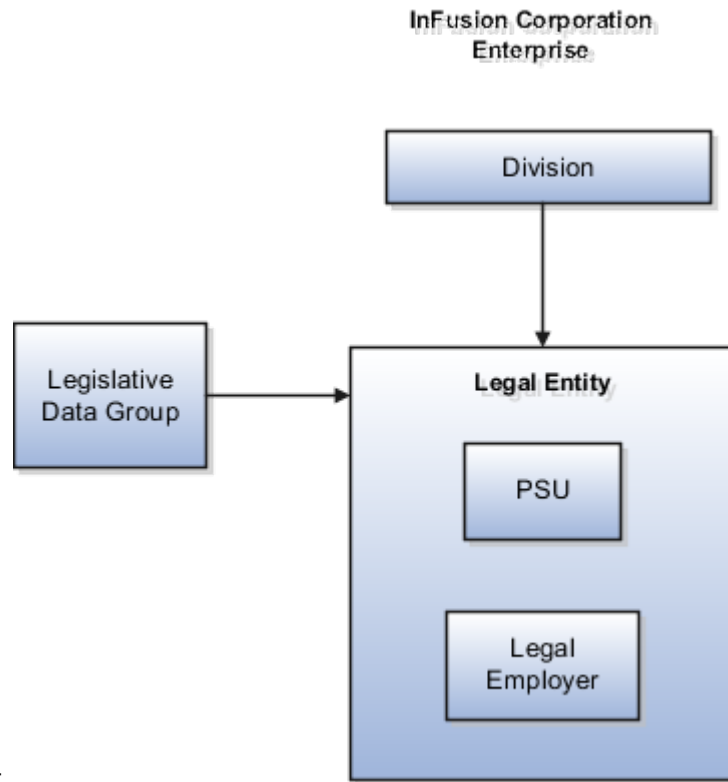 InFusion Corporation
Enterprise
Division
Legislative
Data Group
Legal Entity
PSU
Legal
Employer